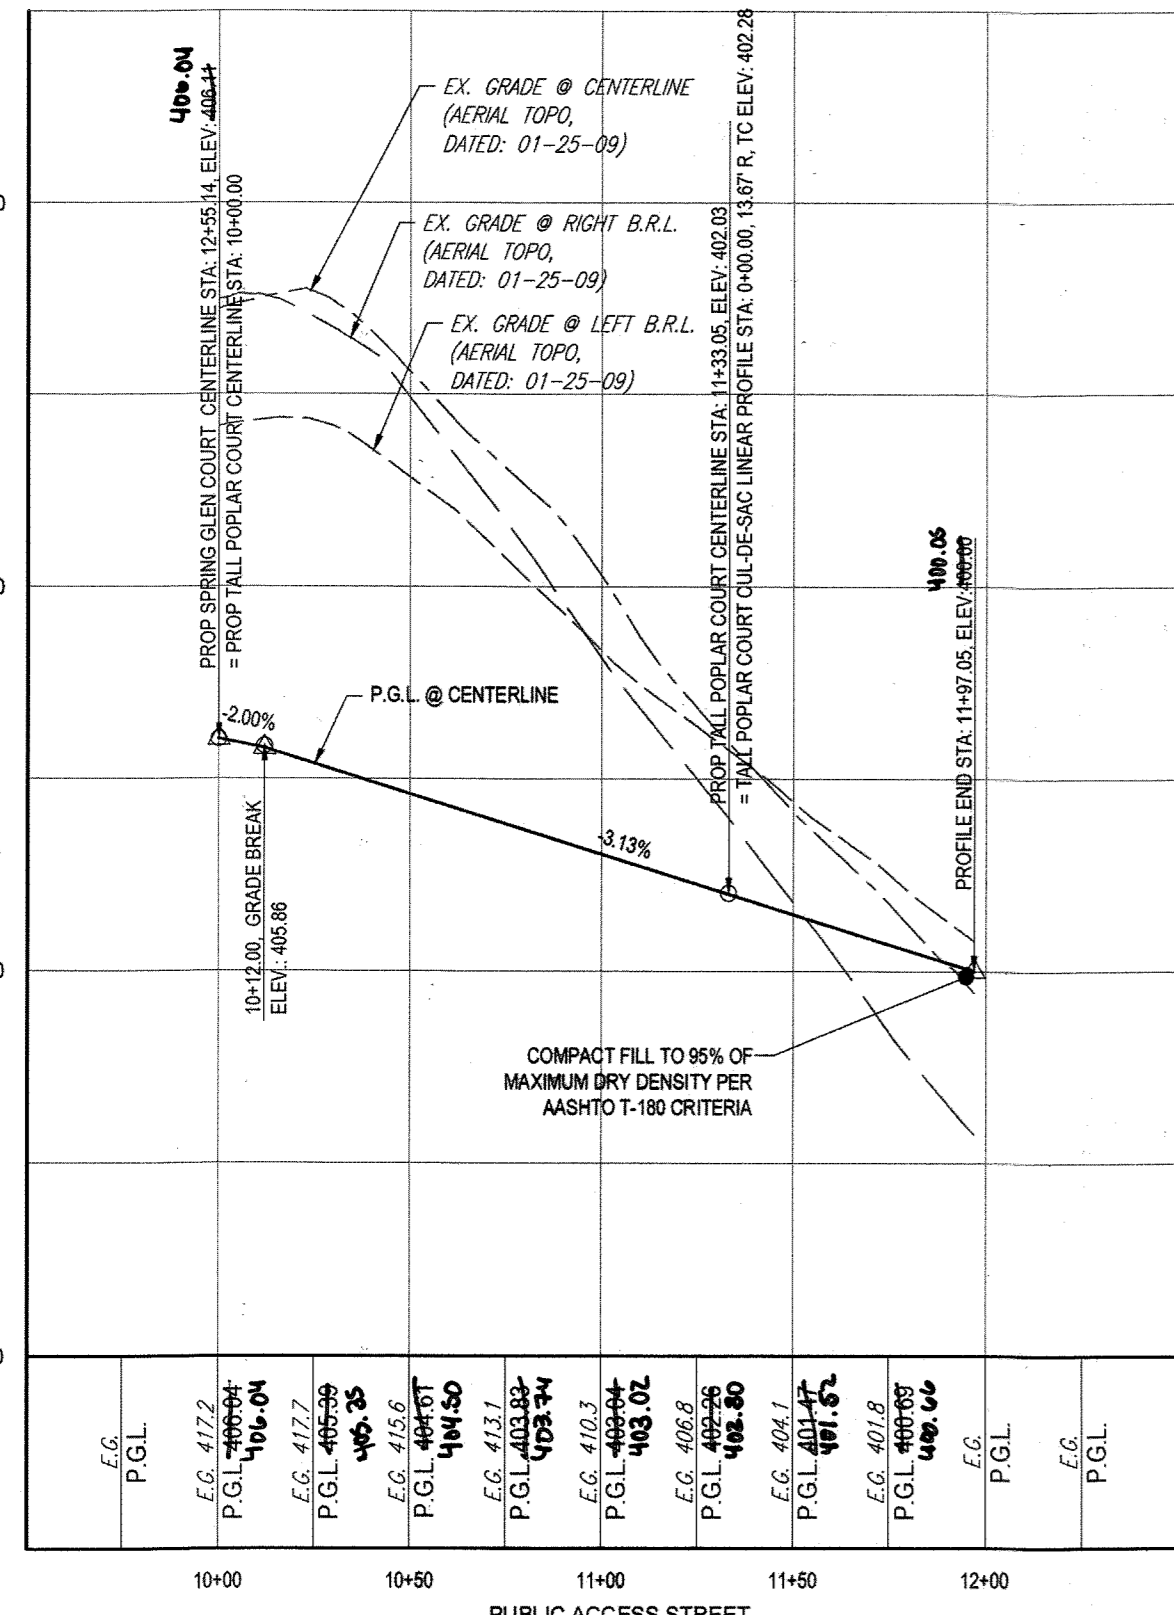 406.04
PROP SPRING GLEN COURT CENTERLINE STA: 12+55.14, ELEV: 406.11
= PROP TALL POPLAR COURT CENTERLINE STA: 10+00.00
EX. GRADE @ CENTERLINE
(AERIAL TOPO,
DATED: 01-25-09)
EX. GRADE @ RIGHT B.R.L.
(AERIAL TOPO,
DATED: 01-25-09)
EX. GRADE @ LEFT B.R.L.
(AERIAL TOPO,
DATED: 01-25-09)
PROP TALL POPLAR COURT CENTERLINE STA: 11+33.05, ELEV: 402.03
= TALL POPLAR COURT CUL-DE-SAC LINEAR PROFILE STA: 0+00.00, 13.67' R, TC ELEV: 402.28
400.05
PROFILE END STA: 11+97.05, ELEV: 400.00
P.G.L. @ CENTERLINE
-2.00%
-3.13%
10+12.00, GRADE BREAK
ELEV.: 405.86
COMPACT FILL TO 95% OF
MAXIMUM DRY DENSITY PER
AASHTO T-180 CRITERIA
E.G.
P.G.L.
E.G. 417.2
P.G.L. 406.04
406.04
E.G. 417.7
P.G.L. 405.39
405.35
E.G. 415.6
P.G.L. 404.61
404.50
E.G. 413.1
P.G.L. 403.83
403.74
E.G. 410.3
P.G.L. 403.04
403.02
E.G. 406.8
P.G.L. 402.26
402.80
E.G. 404.1
P.G.L. 401.47
401.52
E.G. 401.8
P.G.L. 400.69
400.66
E.G.
P.G.L.
E.G.
P.G.L.
10+00
10+50
11+00
11+50
12+00
PUBLIC ACCESS STREET